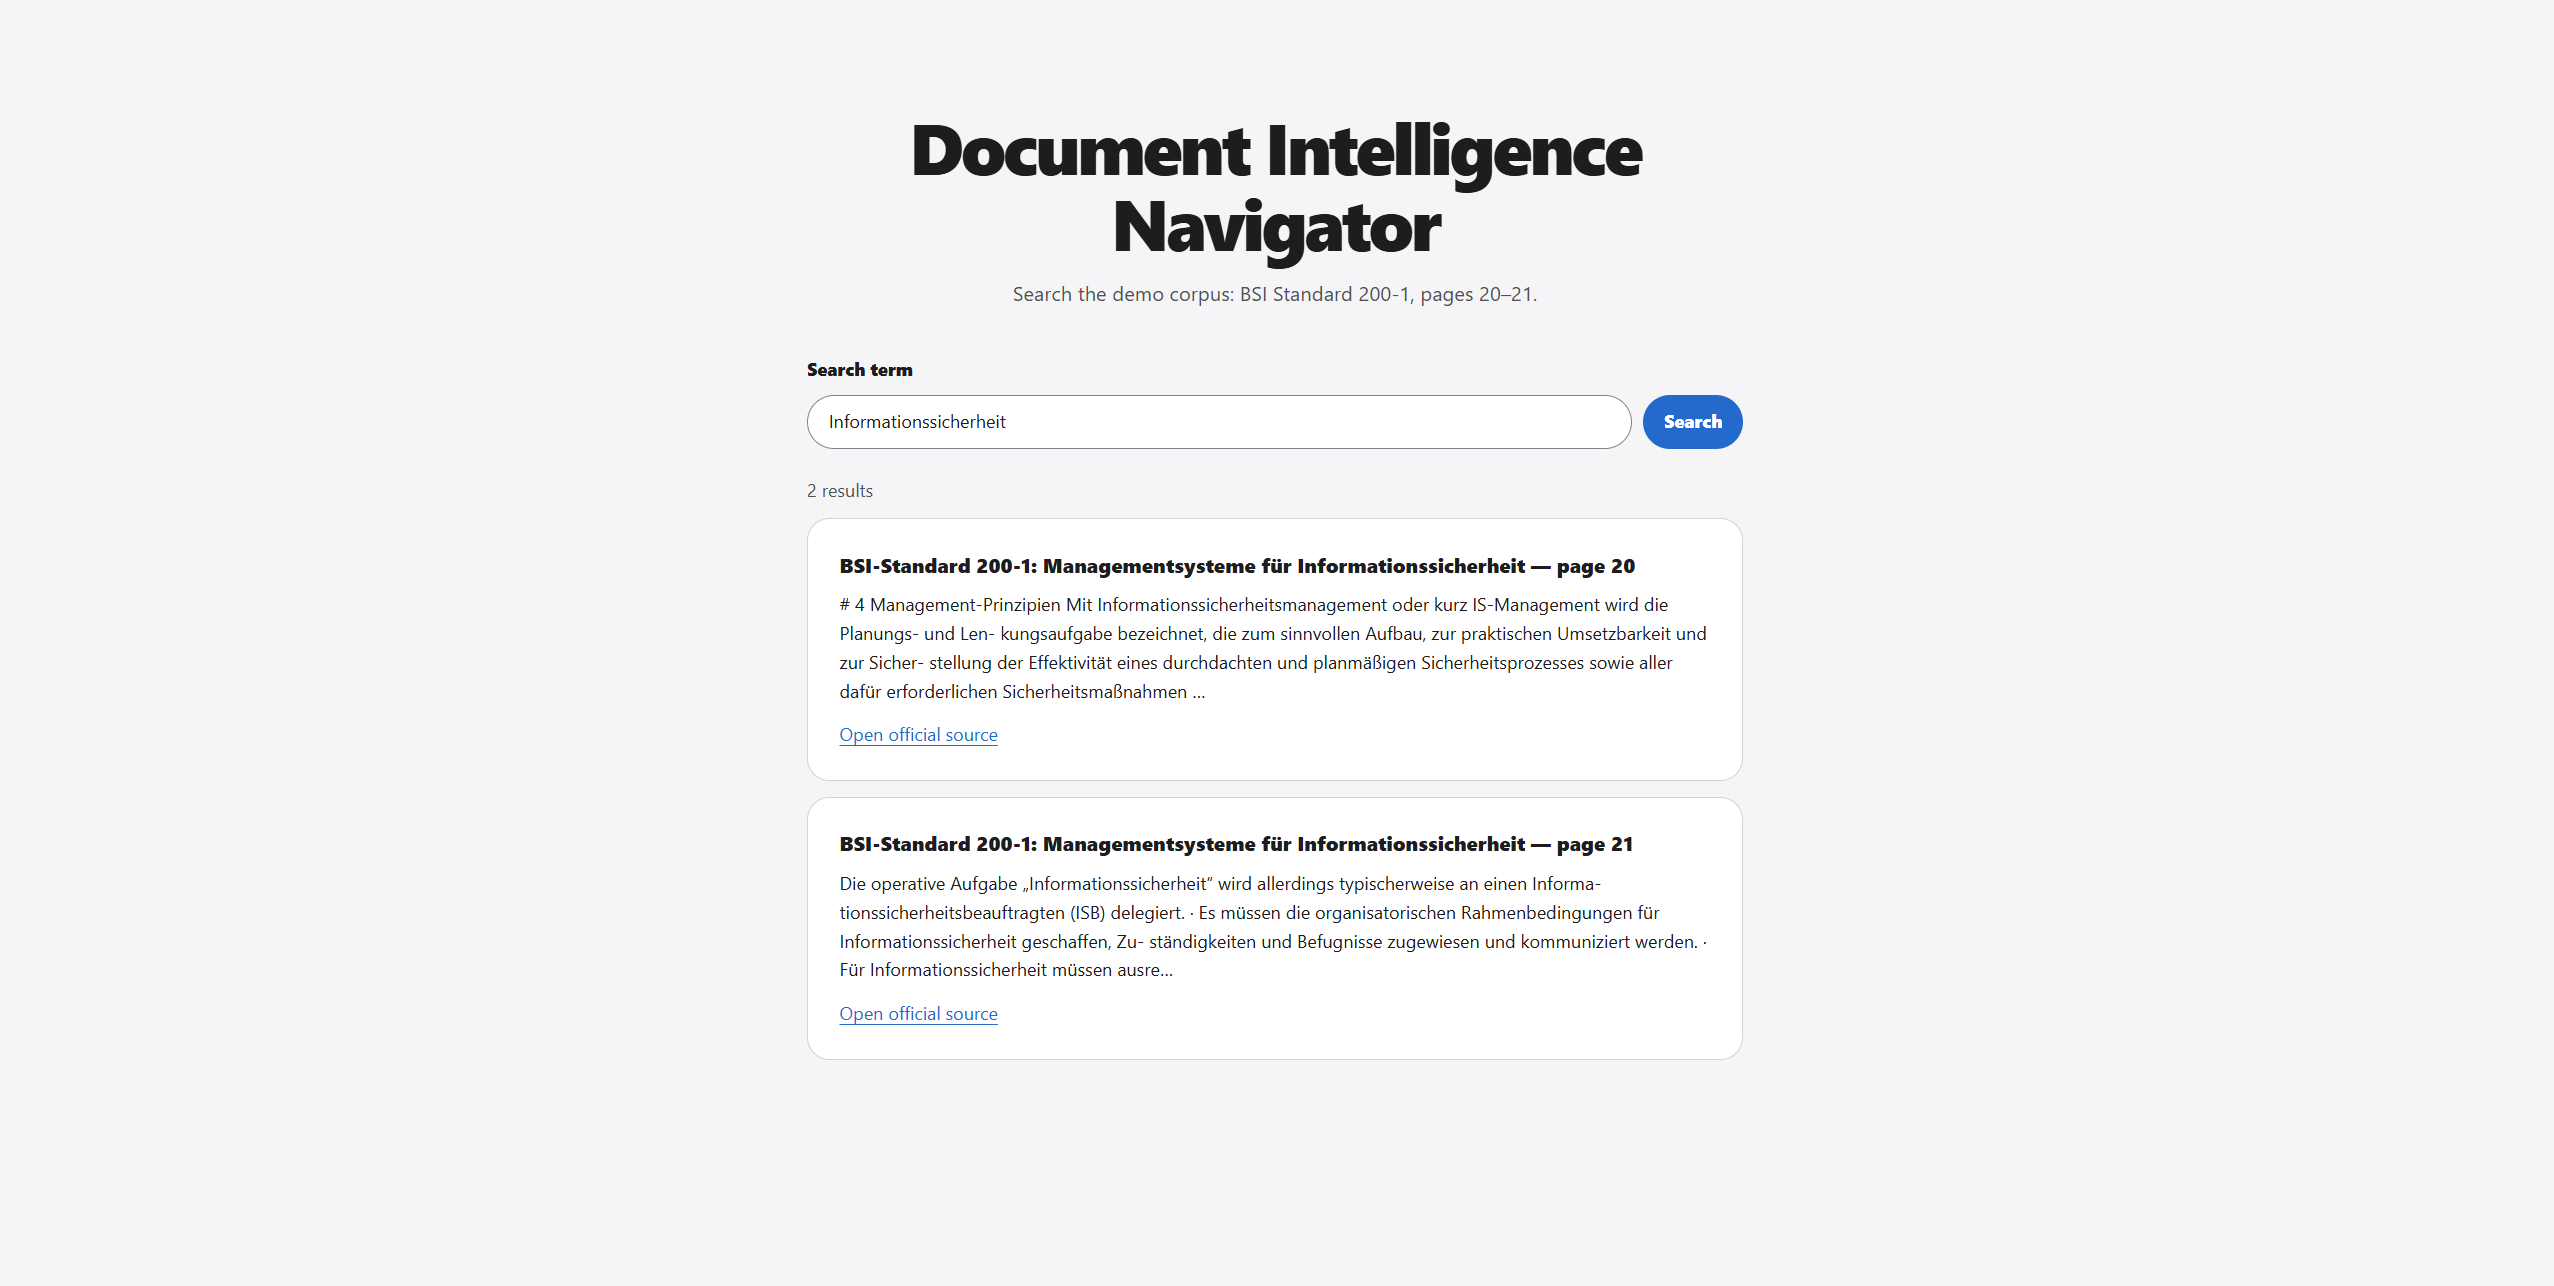 Document Intelligence
Navigator
Search the demo corpus: BSI Standard 200-1, pages 20–21.
Search term
Informationssicherheit
Search
2 results
BSI-Standard 200-1: Managementsysteme für Informationssicherheit — page 20
# 4 Management-Prinzipien Mit Informationssicherheitsmanagement oder kurz IS-Management wird die
Planungs- und Len- kungsaufgabe bezeichnet, die zum sinnvollen Aufbau, zur praktischen Umsetzbarkeit und
zur Sicher- stellung der Effektivität eines durchdachten und planmäßigen Sicherheitsprozesses sowie aller
dafür erforderlichen Sicherheitsmaßnahmen ...
Open official source
BSI-Standard 200-1: Managementsysteme für Informationssicherheit — page 21
Die operative Aufgabe „Informationssicherheit“ wird allerdings typischerweise an einen Informa-
tionssicherheitsbeauftragten (ISB) delegiert. · Es müssen die organisatorischen Rahmenbedingungen für
Informationssicherheit geschaffen, Zu- ständigkeiten und Befugnisse zugewiesen und kommuniziert werden. ·
Für Informationssicherheit müssen ausre...
Open official source